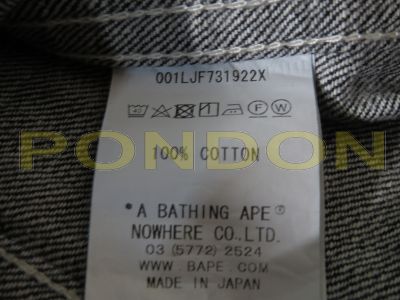 001LJF731922X
PONDON
100% COTTON
*A BATHING APE®
NOWHERE CO.,LTD.
03 (5772) 2524
WWW.BAPE.COM
MADE IN JAPAN